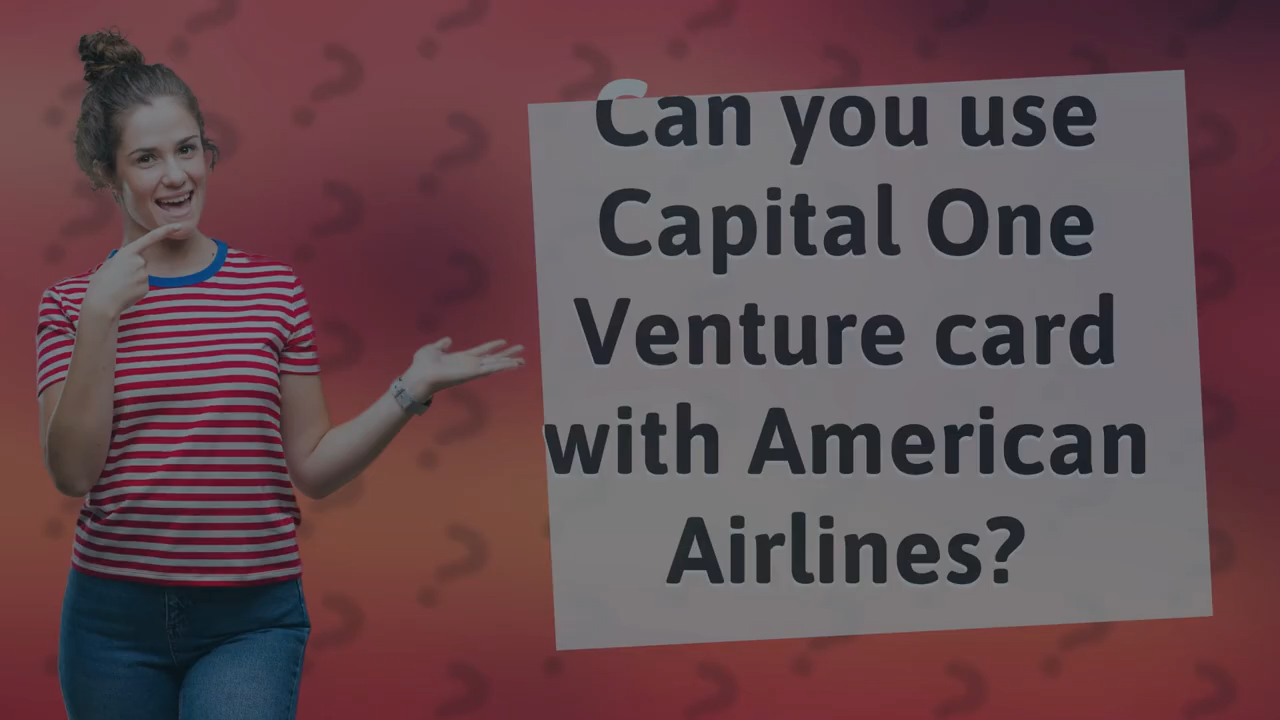 Can you use
Capital One
Venture card
with American
Airlines?